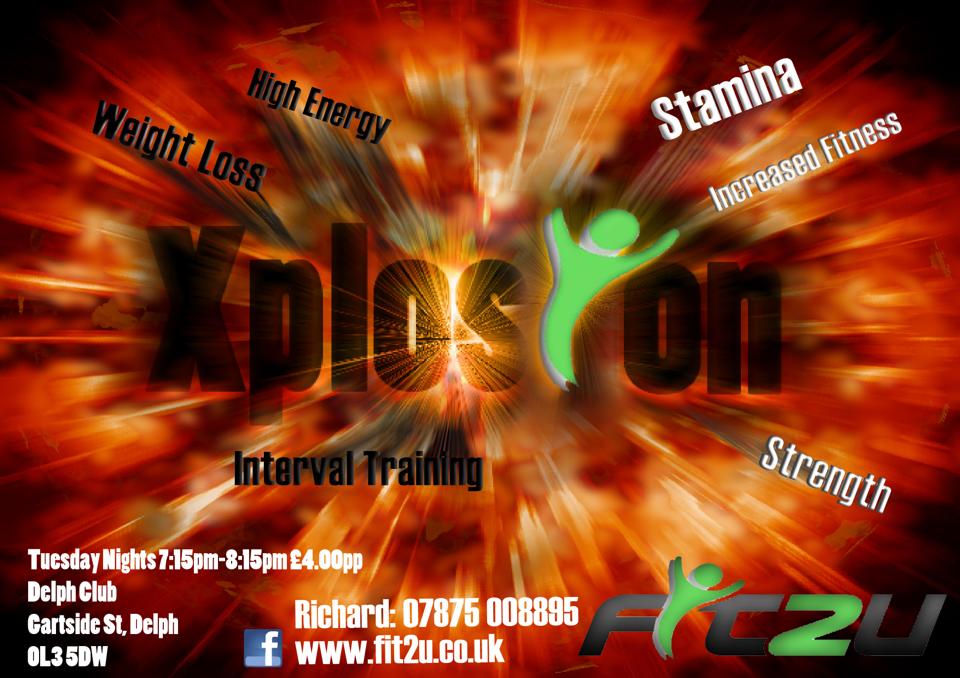 High Energy
Weight Loss
Stamina
Increased Fitness
Xplosion
Interval Training
Strength
Tuesday Nights 7:15pm-8:15pm £4.00pp
Delph Club
Gartside St, Delph
OL3 5DW
Richard: 07875 008895
f www.fit2u.co.uk
FiT2U